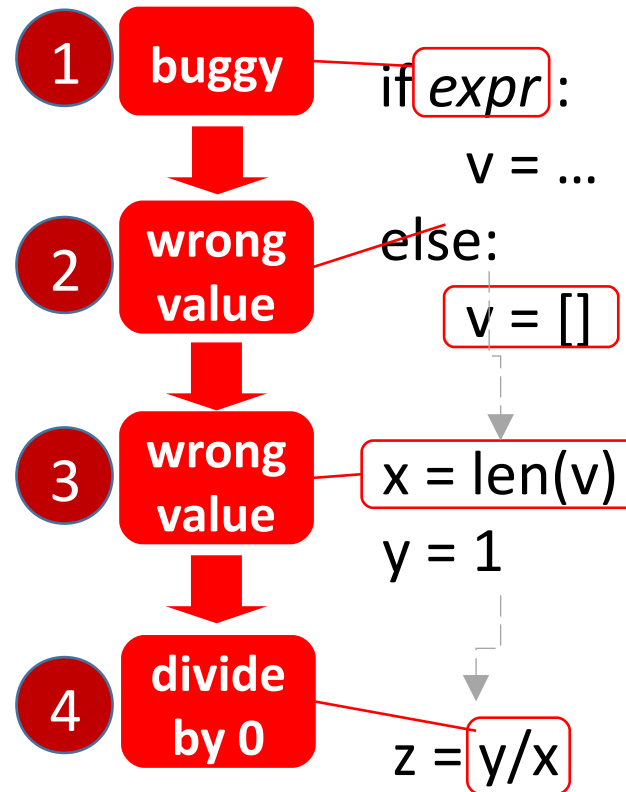 1
buggy
if expr :
v = ...
2
wrong
value
else:
v = []
3
wrong
value
x = len(v)
y = 1
4
divide
by 0
z = y/x